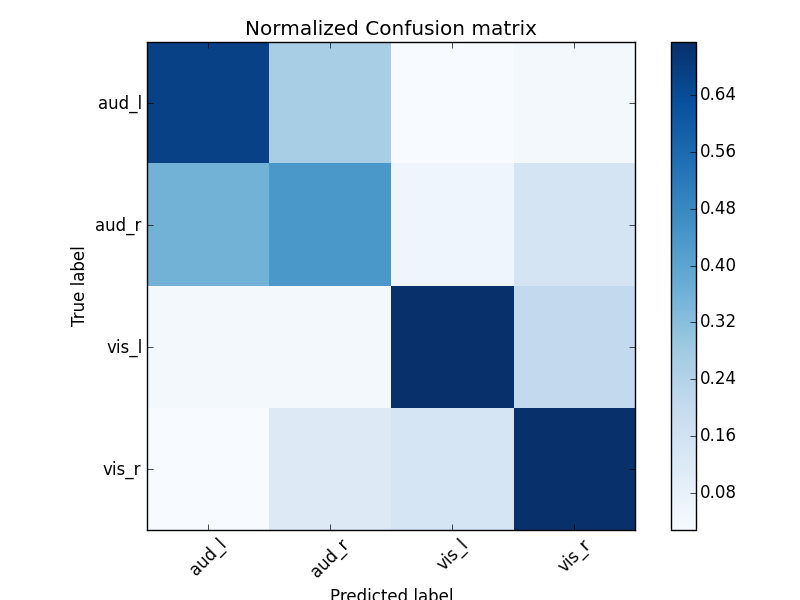 Normalized Confusion matrix
aud_l
aud_r
vis_l
vis_r
True label
aud_l
aud_r
vis_l
vis_r
Predicted label
0.64
0.56
0.48
0.40
0.32
0.24
0.16
0.08